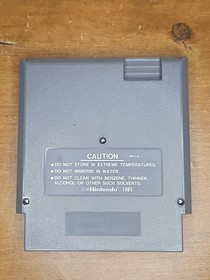 CAUTION
●DO NOT STORE IN EXTREME TEMPERATURES.
●DO NOT IMMERSE IN WATER.
●DO NOT CLEAN WITH BENZENE, THINNER,
ALCOHOL OR OTHER SUCH SOLVENTS.
©Nintendo 1985